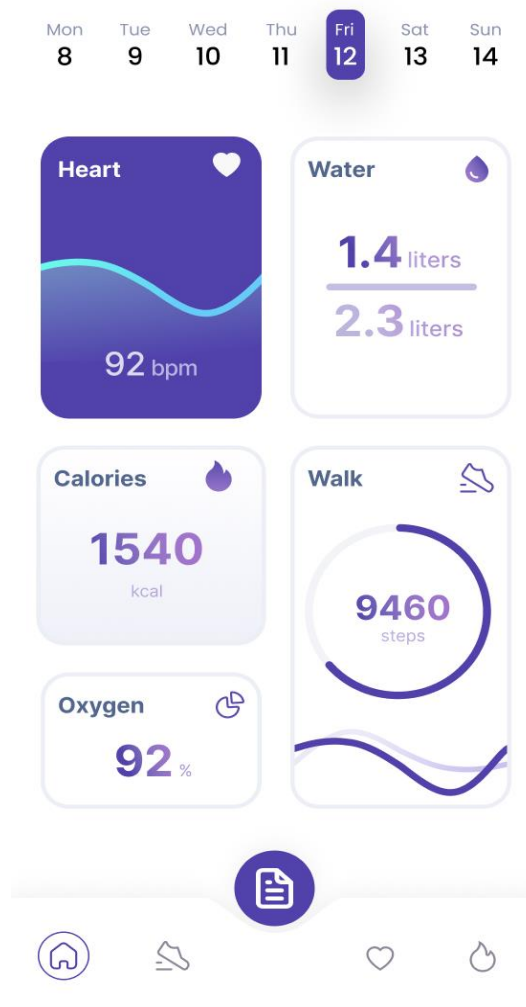 Mon Tue Wed Thu Fri Sat Sun
8 9 10 11 12 13 14
Heart
92 bpm
Water
1.4 liters
2.3 liters
Calories
1540
kcal
Walk
9460
steps
Oxygen
92 %